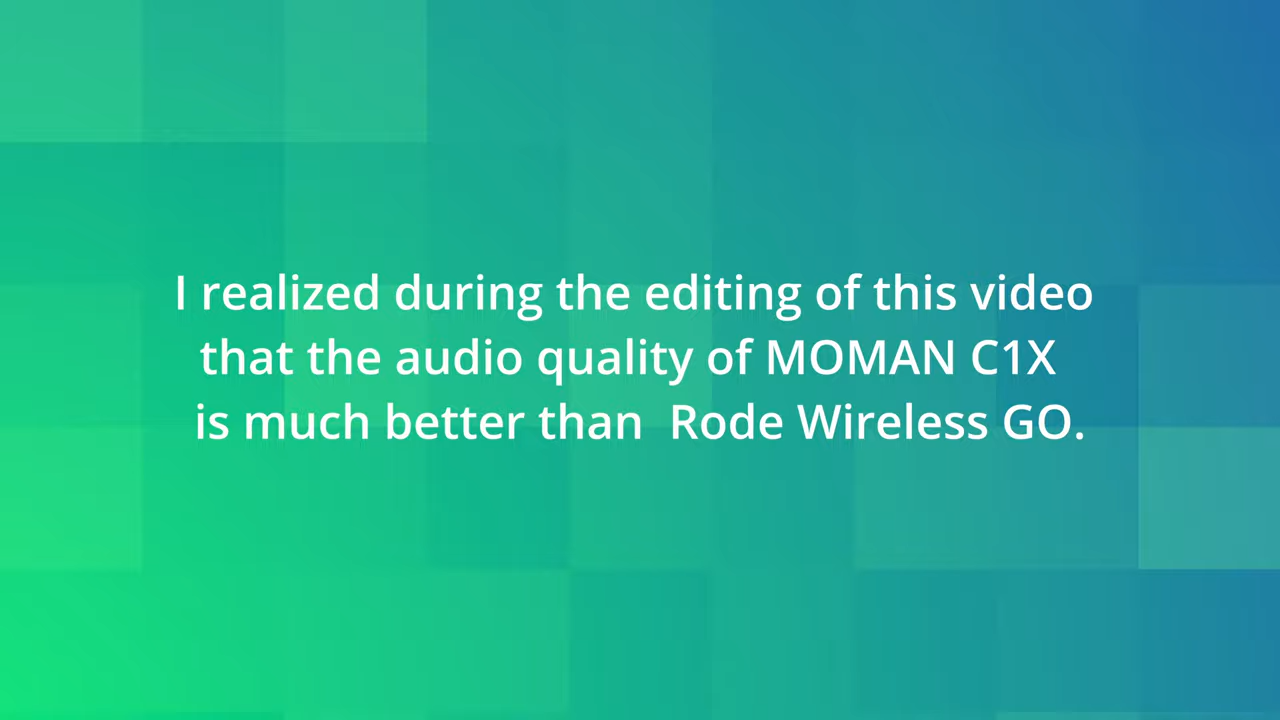 I realized during the editing of this video
that the audio quality of MOMAN C1X
is much better than  Rode Wireless GO.